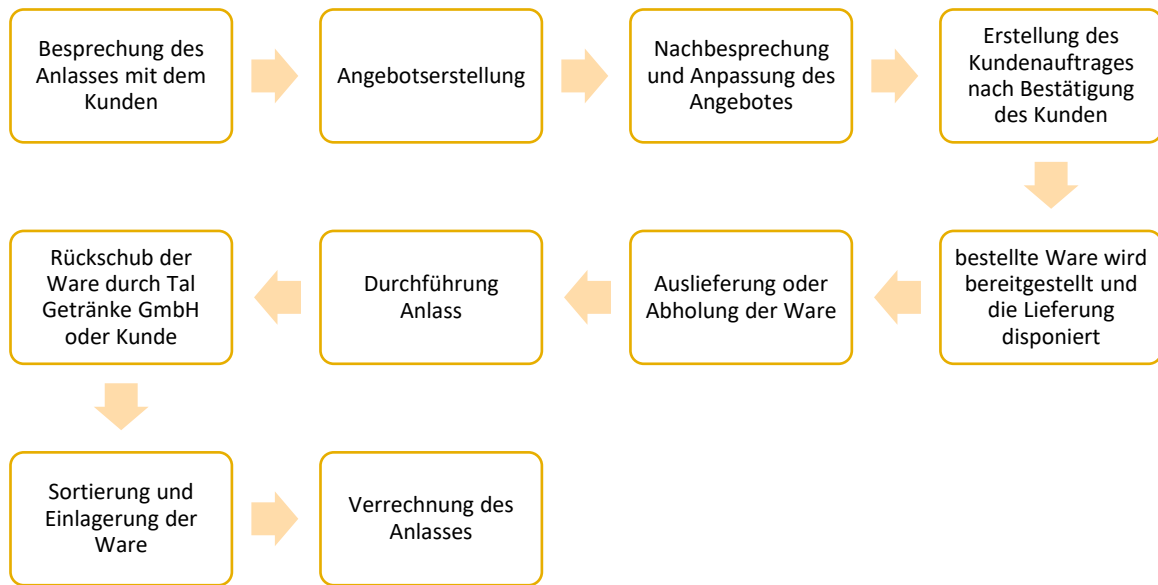 Besprechung des
Anlasses mit dem
Kunden
Angebotserstellung
Nachbesprechung
und Anpassung des
Angebotes
Erstellung des
Kundenauftrages
nach Bestätigung
des Kunden
bestellte Ware wird
bereitgestellt und
die Lieferung
disponiert
Auslieferung oder
Abholung der Ware
Durchführung
Anlass
Rückschub der
Ware durch Tal
Getränke GmbH
oder Kunde
Sortierung und
Einlagerung der
Ware
Verrechnung des
Anlasses